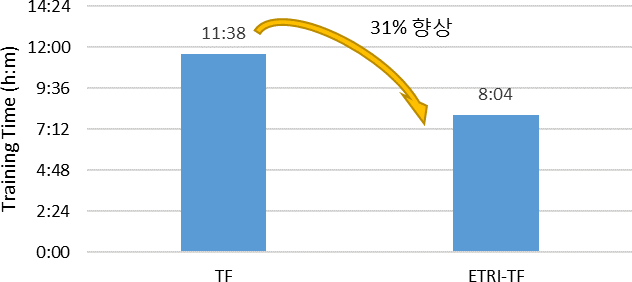 14:24
12:00
9:36
7:12
4:48
2:24
0:00
Training Time (h:m)
11:38
31% 향상
8:04
TF
ETRI-TF